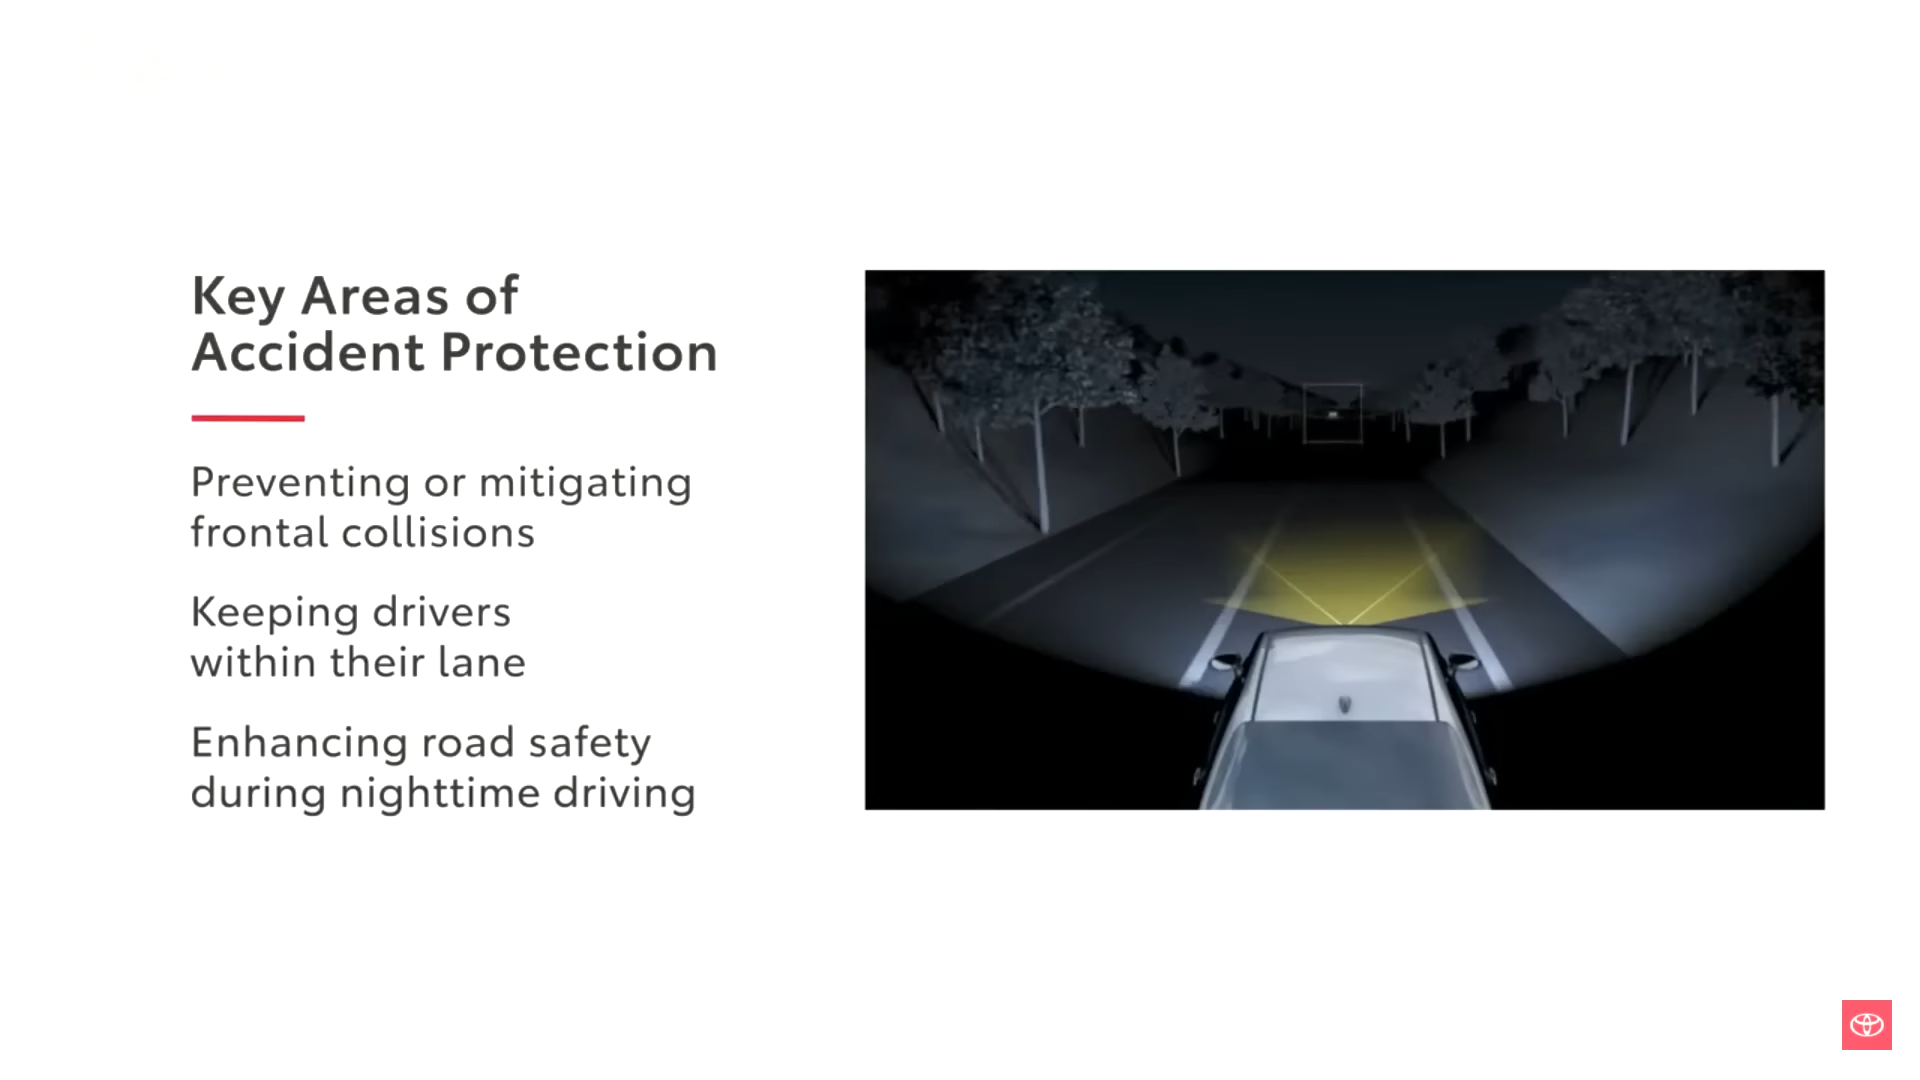 Key Areas of
Accident Protection
Preventing or mitigating
frontal collisions
Keeping drivers
within their lane
Enhancing road safety
during nighttime driving